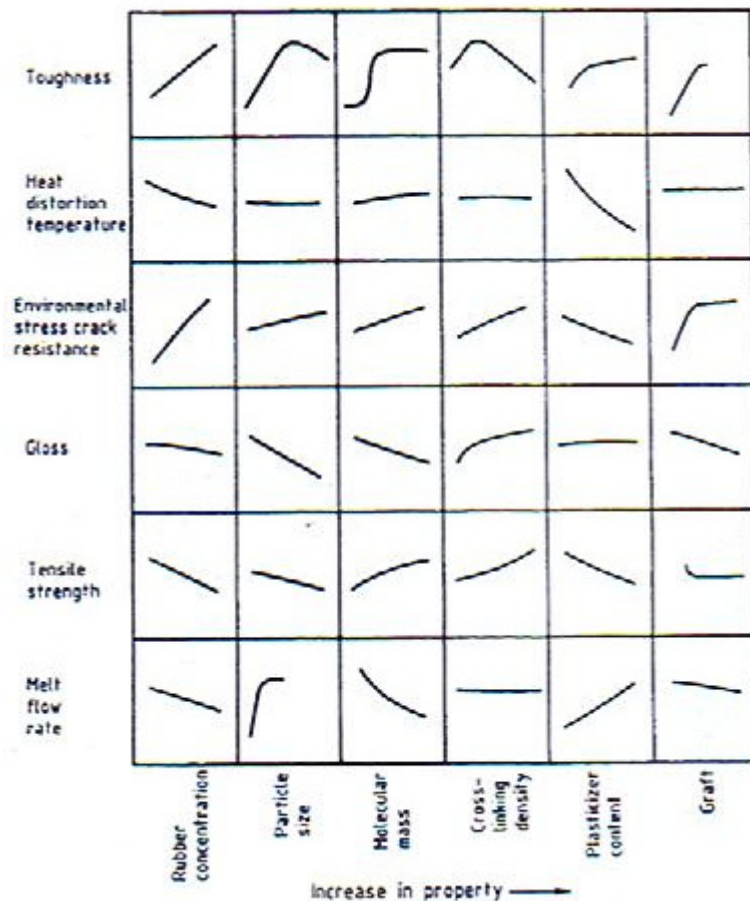 Toughness
Heat
distortion
temperature
Environmental
stress crack
resistance
Gloss
Tensile
strength
Melt
flow
rate
Rubber
concentration
Particle
size
Molecular
mass
Cross-
linking
density
Plasticizer
content
Graft
Increase in property